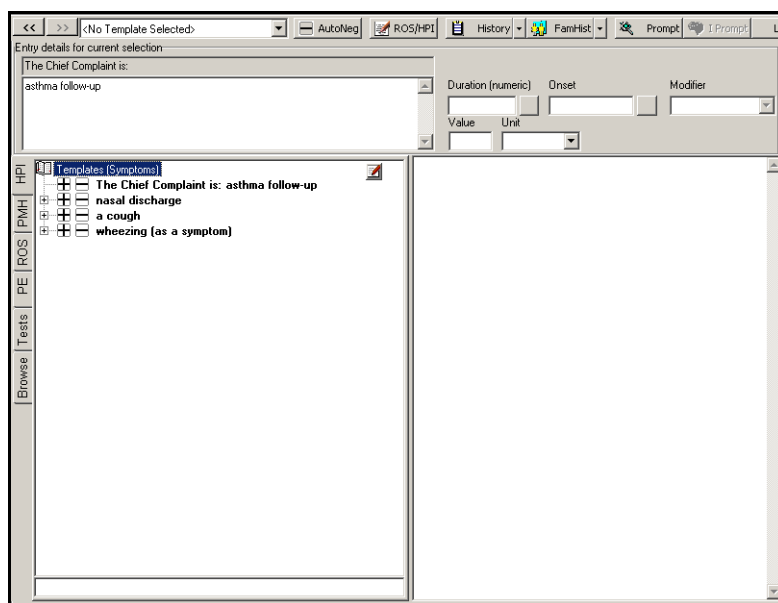 << >> <No Template Selected> AutoNeg ROS/HPI History FamHist Prompt I Prompt L
Entry details for current selection
The Chief Complaint is:
asthma follow-up
Duration (numeric) Onset Modifier
Value Unit
HPI
PMH
ROS
PE
Tests
Browse
Templates (Symptoms)
The Chief Complaint is: asthma follow-up
nasal discharge
a cough
wheezing (as a symptom)